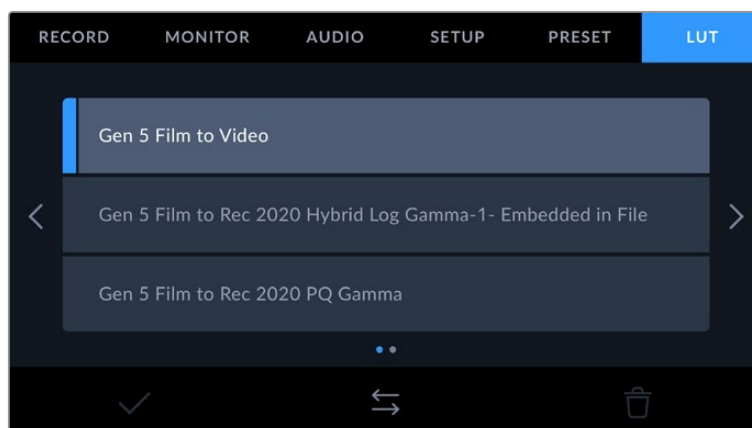 RECORD MONITOR AUDIO SETUP PRESET LUT
Gen 5 Film to Video
Gen 5 Film to Rec 2020 Hybrid Log Gamma-1- Embedded in File
Gen 5 Film to Rec 2020 PQ Gamma